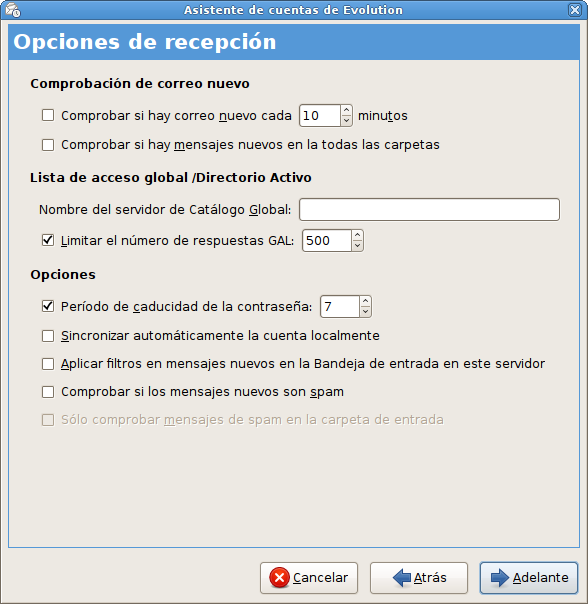 Asistente de cuentas de Evolution
Opciones de recepción
Comprobación de correo nuevo
Comprobar si hay correo nuevo cada 10 minutos
Comprobar si hay mensajes nuevos en la todas las carpetas
Lista de acceso global /Directorio Activo
Nombre del servidor de Catálogo Global:
Limitar el número de respuestas GAL: 500
Opciones
Período de caducidad de la contraseña: 7
Sincronizar automáticamente la cuenta localmente
Aplicar filtros en mensajes nuevos en la Bandeja de entrada en este servidor
Comprobar si los mensajes nuevos son spam
Sólo comprobar mensajes de spam en la carpeta de entrada
Cancelar Atrás Adelante